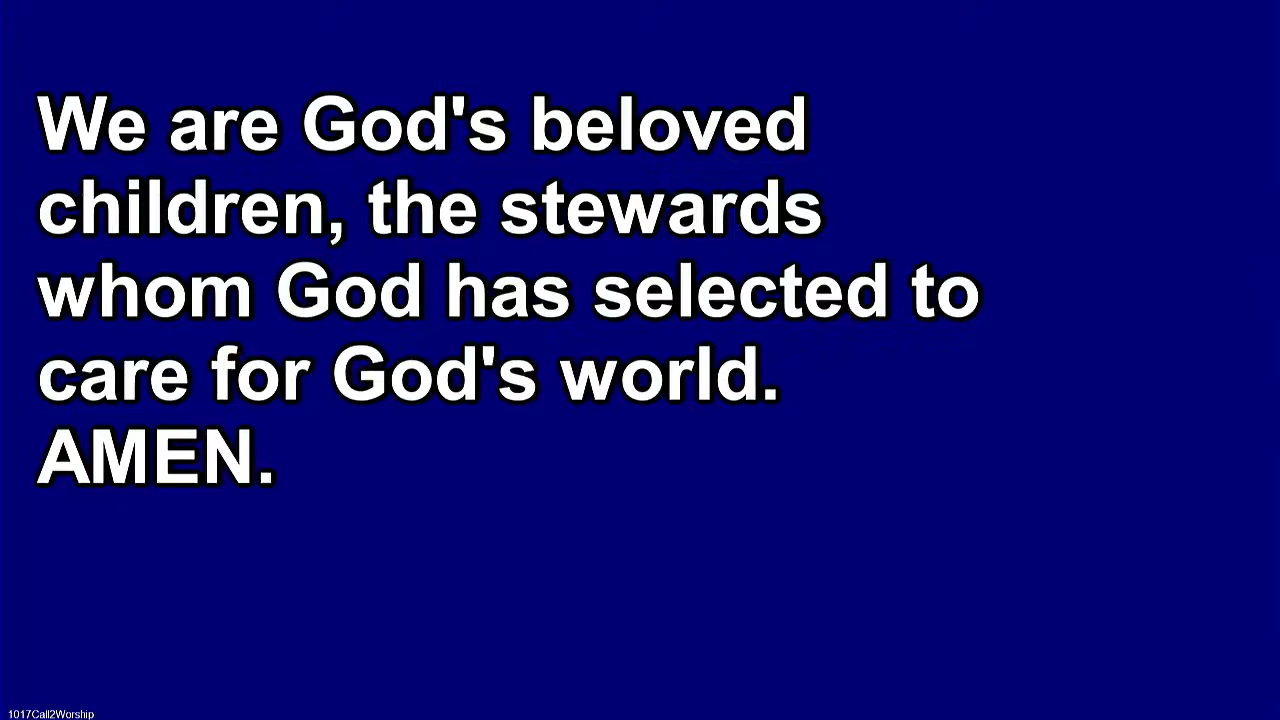 We are God's beloved
children, the stewards
whom God has selected to
care for God's world.
AMEN.
1017Call2Worship